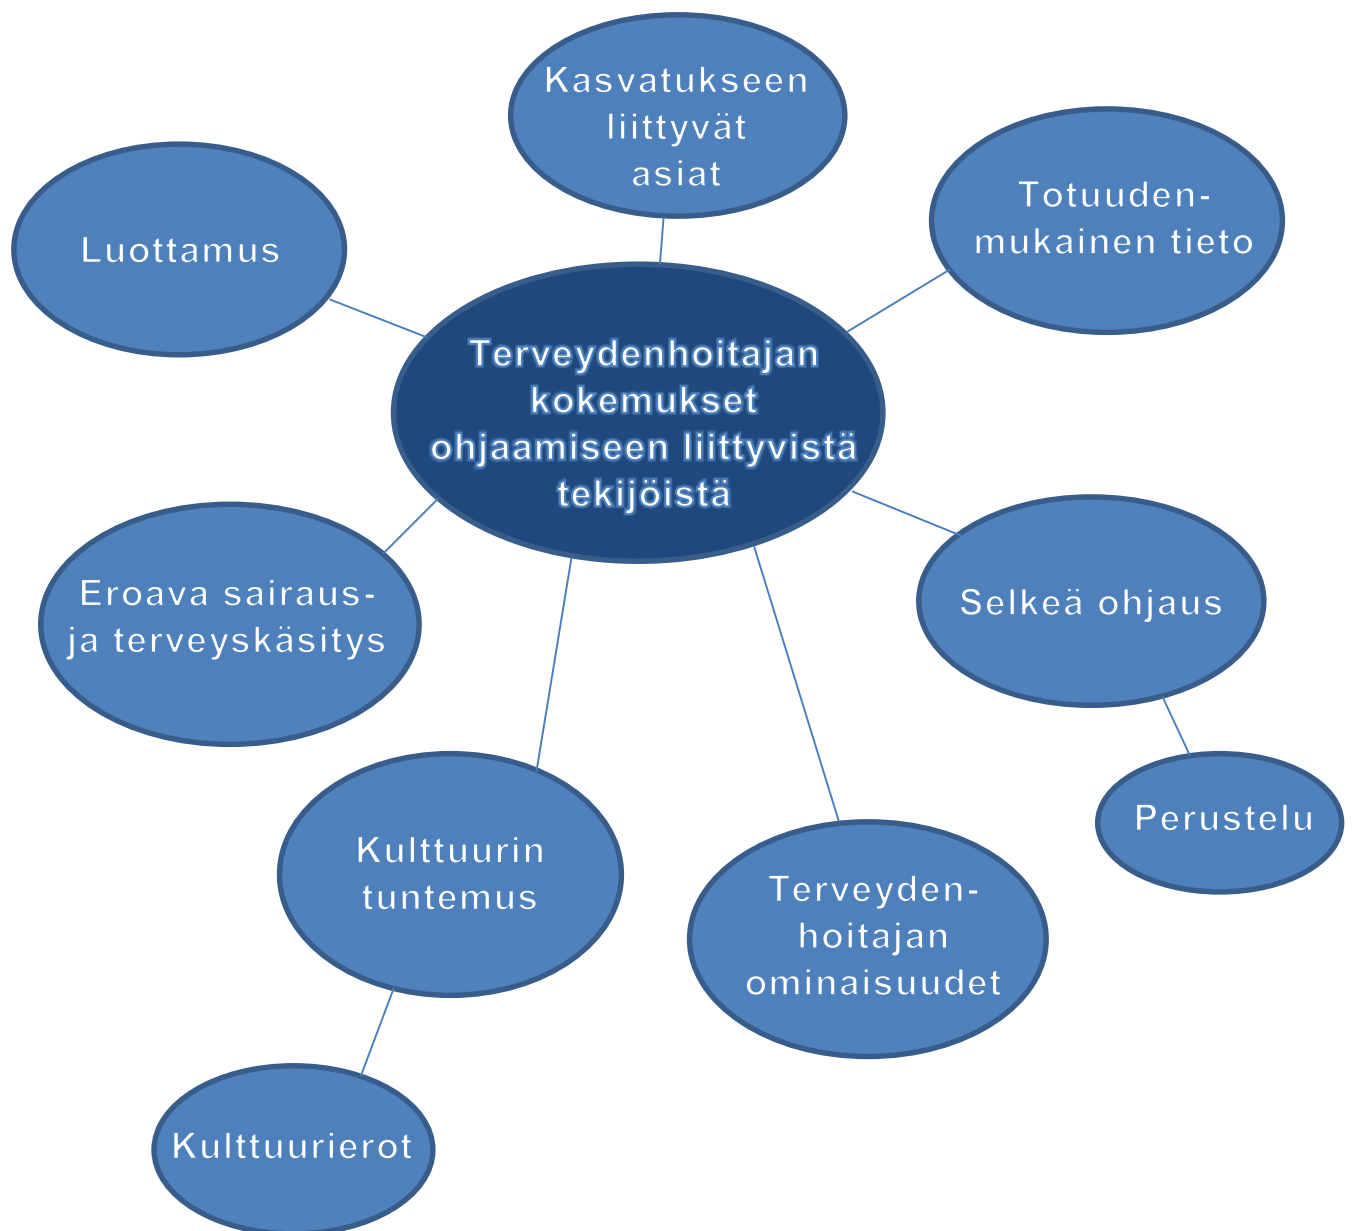 Kasvatukseen
liittyvät
asiat
Totuuden-
mukainen tieto
Luottamus
Terveydenhoitajan
kokemukset
ohjaamiseen liittyvistä
tekijöistä
Eroava sairaus-
ja terveyskäsitys
Selkeä ohjaus
Perustelu
Kulttuurin
tuntemus
Terveyden-
hoitajan
ominaisuudet
Kulttuurierot